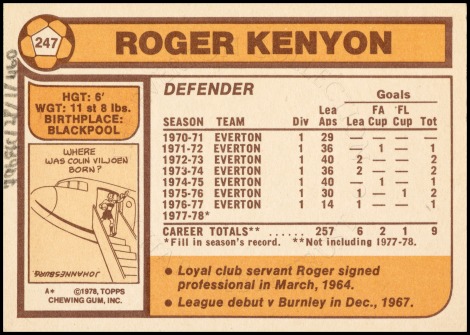 247
ROGER KENYON
HGT: 6'
WGT: 11 st 8 lbs.
BIRTHPLACE:
BLACKPOOL
WHERE
WAS COLIN VILJOEN
BORN?
JOHANNESBURG
A* ©1978, TOPPS
CHEWING GUM, INC.
DEFENDER
Goals
Lea FA 'FL
SEASON TEAM Div Aps Lea Cup Cup Tot
1970-71 EVERTON 1 29 — — — —
1971-72 EVERTON 1 36 — 1 — 1
1972-73 EVERTON 1 40 2 — — 2
1973-74 EVERTON 1 36 2 — — 2
1974-75 EVERTON 1 40 — 1 — 1
1975-76 EVERTON 1 30 1 — 1 2
1976-77 EVERTON 1 14 1 — — 1
1977-78*
CAREER TOTALS** ...... 257 6 2 1 9
*Fill in season's record. **Not including 1977-78.
● Loyal club servant Roger signed
professional in March, 1964.
● League debut v Burnley in Dec., 1967.